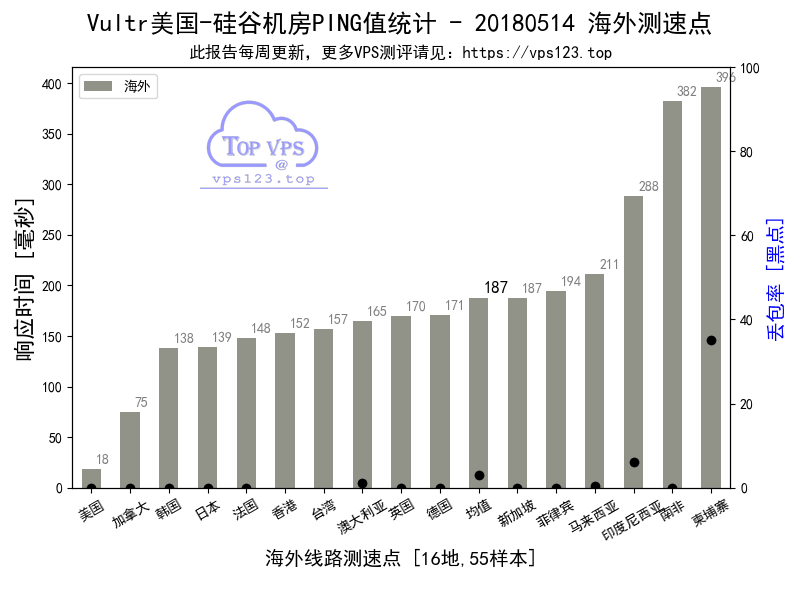 Vultr美国-硅谷机房PING值统计 - 20180514 海外测速点
此报告每周更新，更多VPS测评请见：https://vps123.top
海外
TOP VPS
@
vps123.top
响应时间 [毫秒]
400
350
300
250
200
150
100
50
0
18
75
138
139
148
152
157
165
170
171
187
187
194
211
288
382
396
100
80
60
40
20
0
丢包率 [黑点]
美国
加拿大
韩国
日本
法国
香港
台湾
澳大利亚
英国
德国
均值
新加坡
菲律宾
马来西亚
印度尼西亚
南非
柬埔寨
海外线路测速点 [16地,55样本]